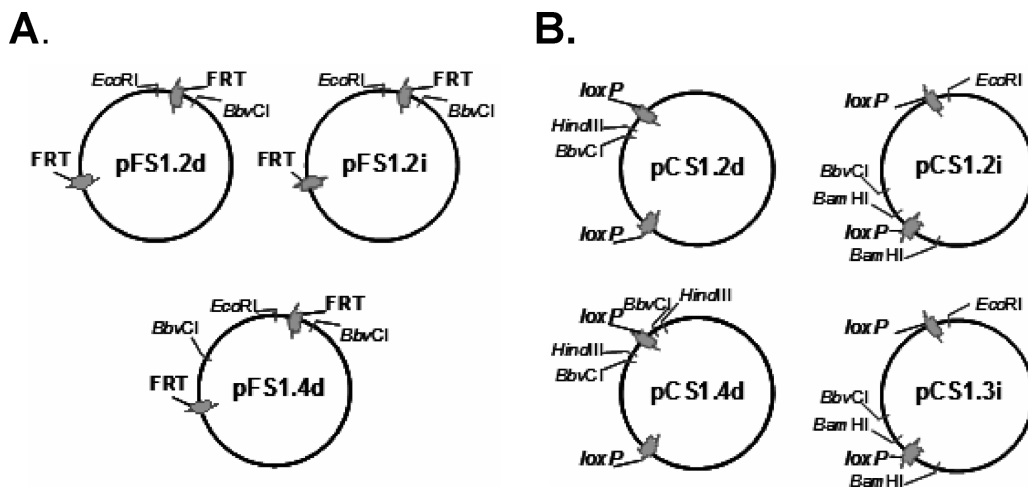 A.
B.
EcoRI
FRT
BbvCI
FRT
pFS1.2d
EcoRI
FRT
BbvCI
FRT
pFS1.2i
EcoRI
FRT
BbvCI
BbvCI
FRT
pFS1.4d
loxP
HindIII
BbvCI
pCS1.2d
loxP
EcoRI
loxP
pCS1.2i
BbvCI
BamHI
loxP
BamHI
HindIII
BbvCI
loxP
HindIII
BbvCI
pCS1.4d
loxP
EcoRI
loxP
pCS1.3i
BbvCI
BamHI
loxP
BamHI